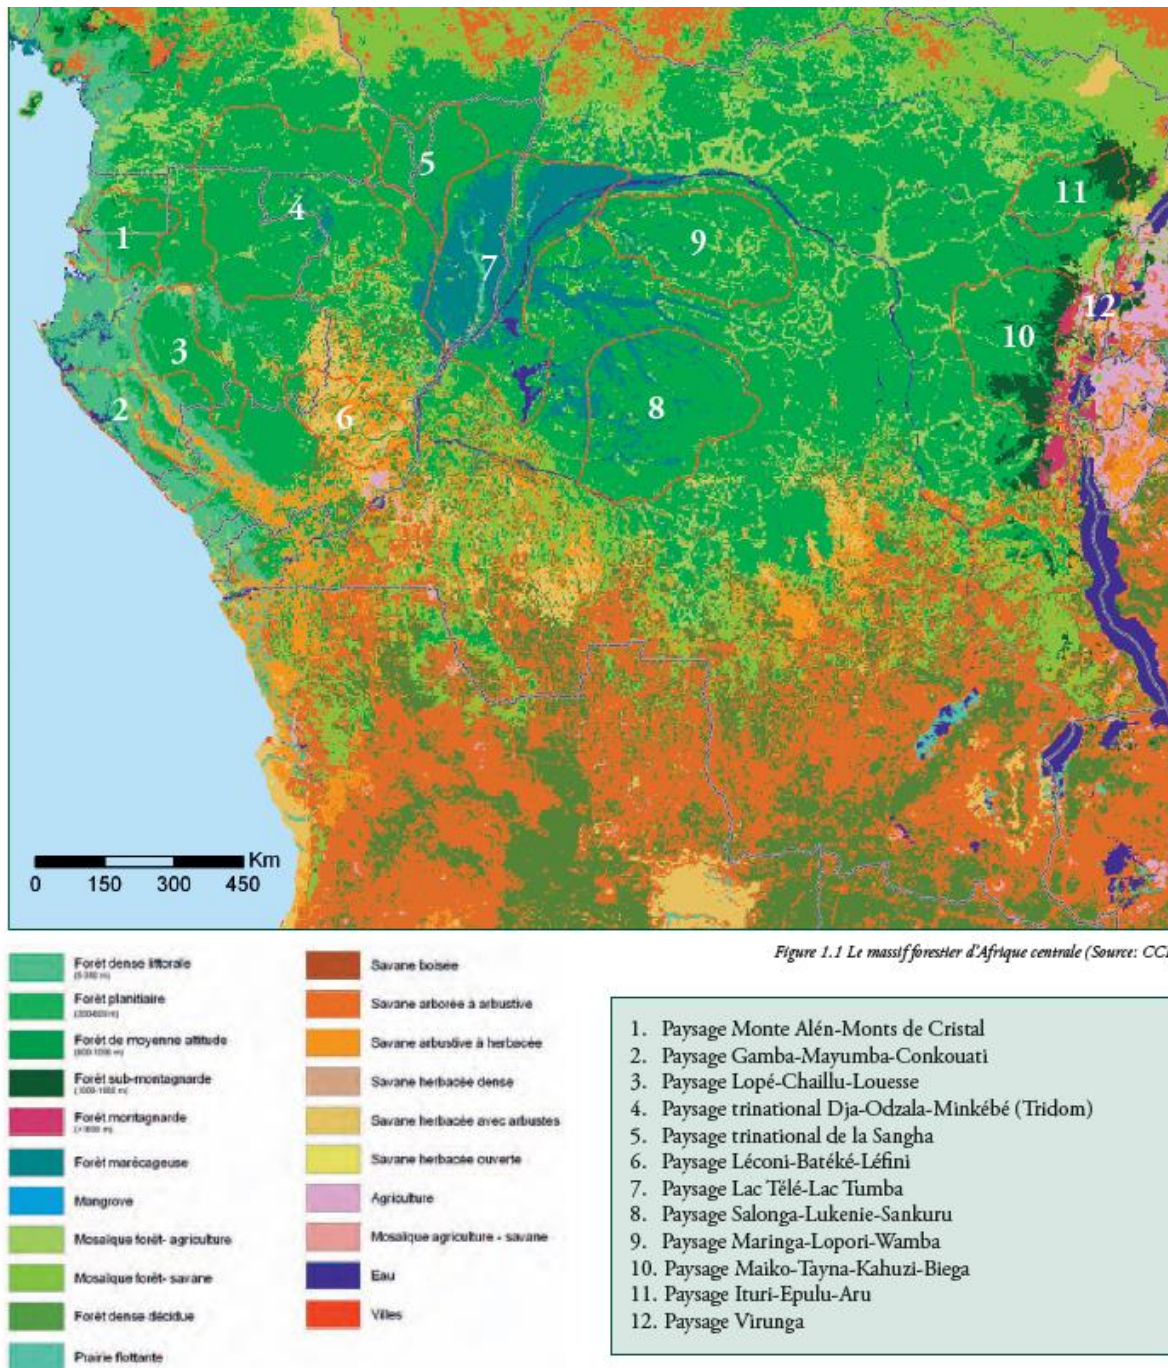 5
11
4
1
9
7
12
10
3
2
8
6
Km
0 150 300 450
Figure 1.1 Le massif forestier d'Afrique centrale (Source: CC
Forêt dense littorale
Forêt planitiaire
Forêt de moyenne altitude
Forêt sub-montagnarde
Forêt montagnarde
Forêt marécageuse
Mangrove
Mosaïque forêt- agriculture
Mosaïque forêt- savane
Forêt dense décidue
Prairie flottante
Savane boisée
Savane arborée à arbustive
Savane arbustive à herbacée
Savane herbacée dense
Savane herbacée avec arbustes
Savane herbacée ouverte
Agriculture
Mosaïque agriculture - savane
Eau
Villes
1. Paysage Monte Alén-Monts de Cristal
2. Paysage Gamba-Mayumba-Conkouati
3. Paysage Lopé-Chaillu-Louesse
4. Paysage trinational Dja-Odzala-Minkébé (Tridom)
5. Paysage trinational de la Sangha
6. Paysage Léconi-Batéké-Léfini
7. Paysage Lac Télé-Lac Tumba
8. Paysage Salonga-Lukenie-Sankuru
9. Paysage Maringa-Lopori-Wamba
10. Paysage Maiko-Tayna-Kahuzi-Biega
11. Paysage Ituri-Epulu-Aru
12. Paysage Virunga